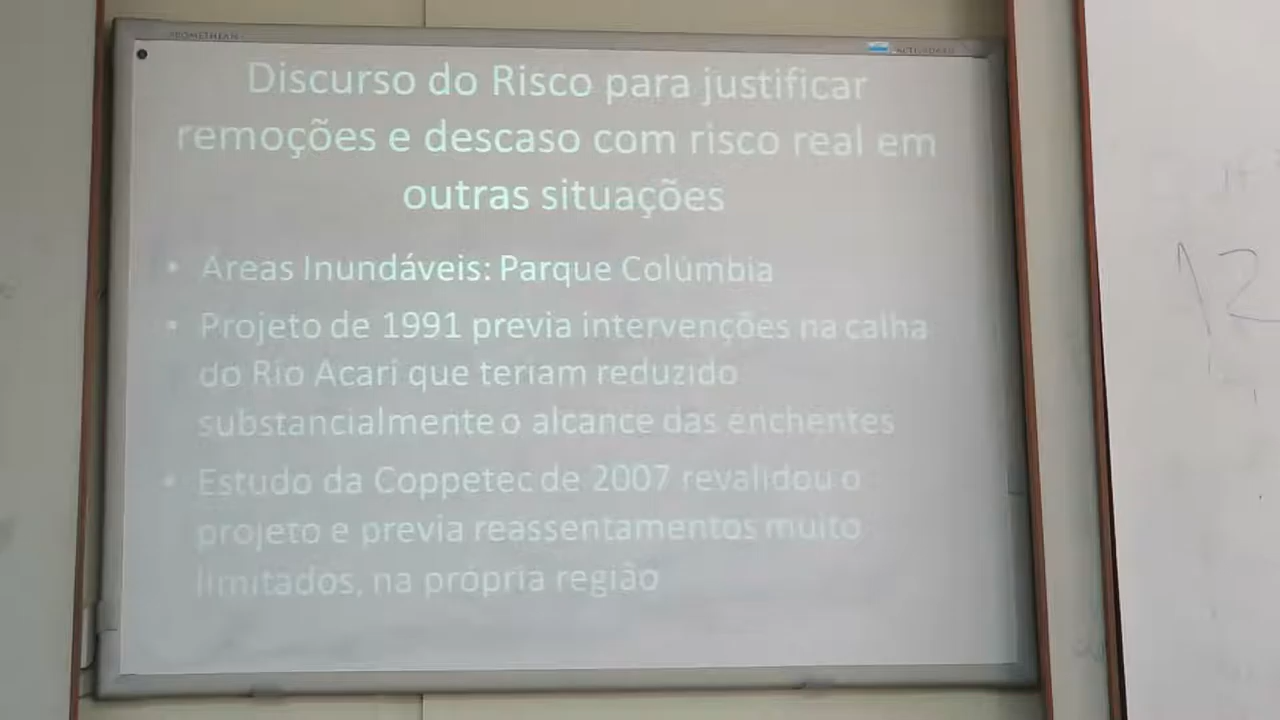 PROMETHEAN
Discurso do Risco para justificar
remoções e descaso com risco real em
outras situações
• Áreas Inundáveis: Parque Colúmbia
• Projeto de 1991 previa intervenções na calha
do Rio Acari que teriam reduzido
substancialmente o alcance das enchentes
• Estudo da Coppetec de 2007 revalidou o
projeto e previa reassentamentos muito
limitados, na própria região
12